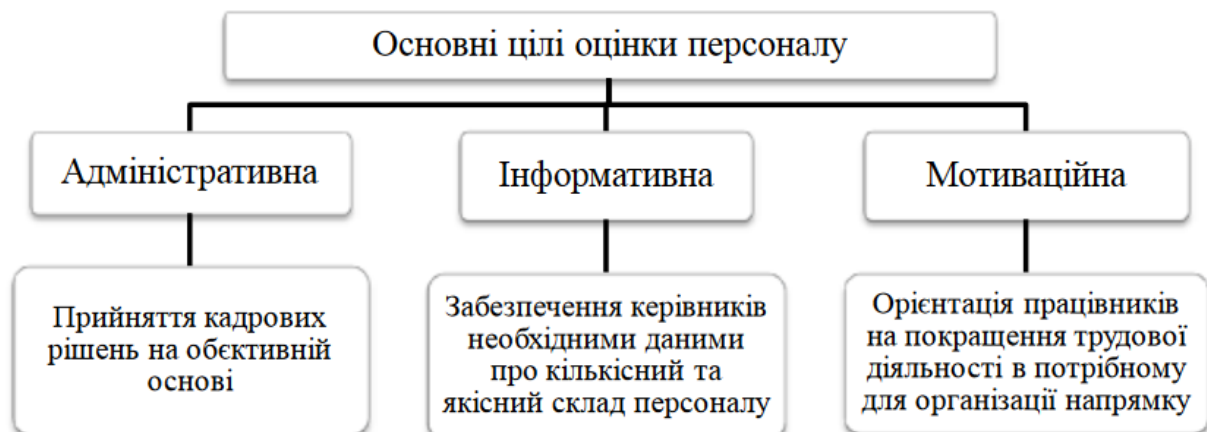 Основні цілі оцінки персоналу
Адміністративна
Інформативна
Мотиваційна
Прийняття кадрових
рішень на обєктивній
основі
Забезпечення керівників
необхідними даними
про кількісний та
якісний склад персоналу
Орієнтація працівників
на покращення трудової
діяльності в потрібному
для організації напрямку